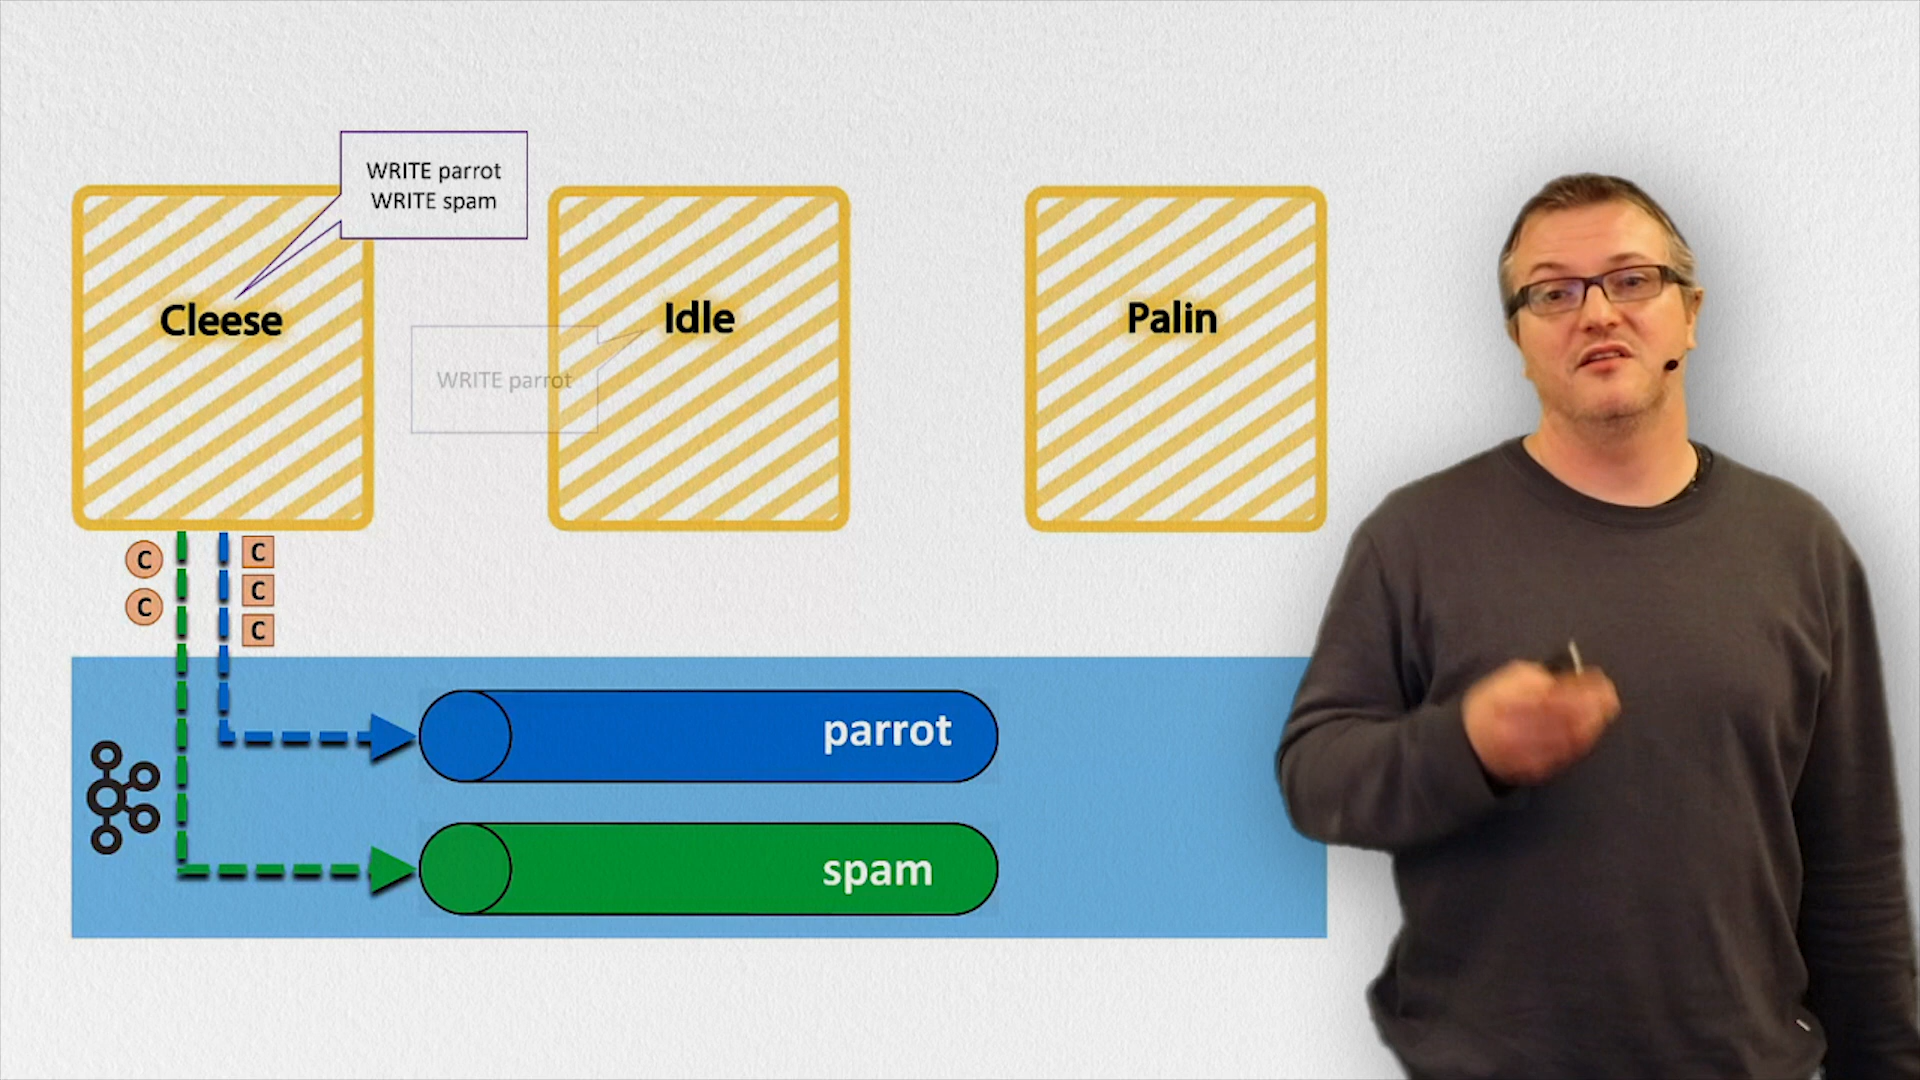 WRITE parrot
WRITE spam
Cleese
Idle
Palin
WRITE parrot
C
C
C
C
C
parrot
spam